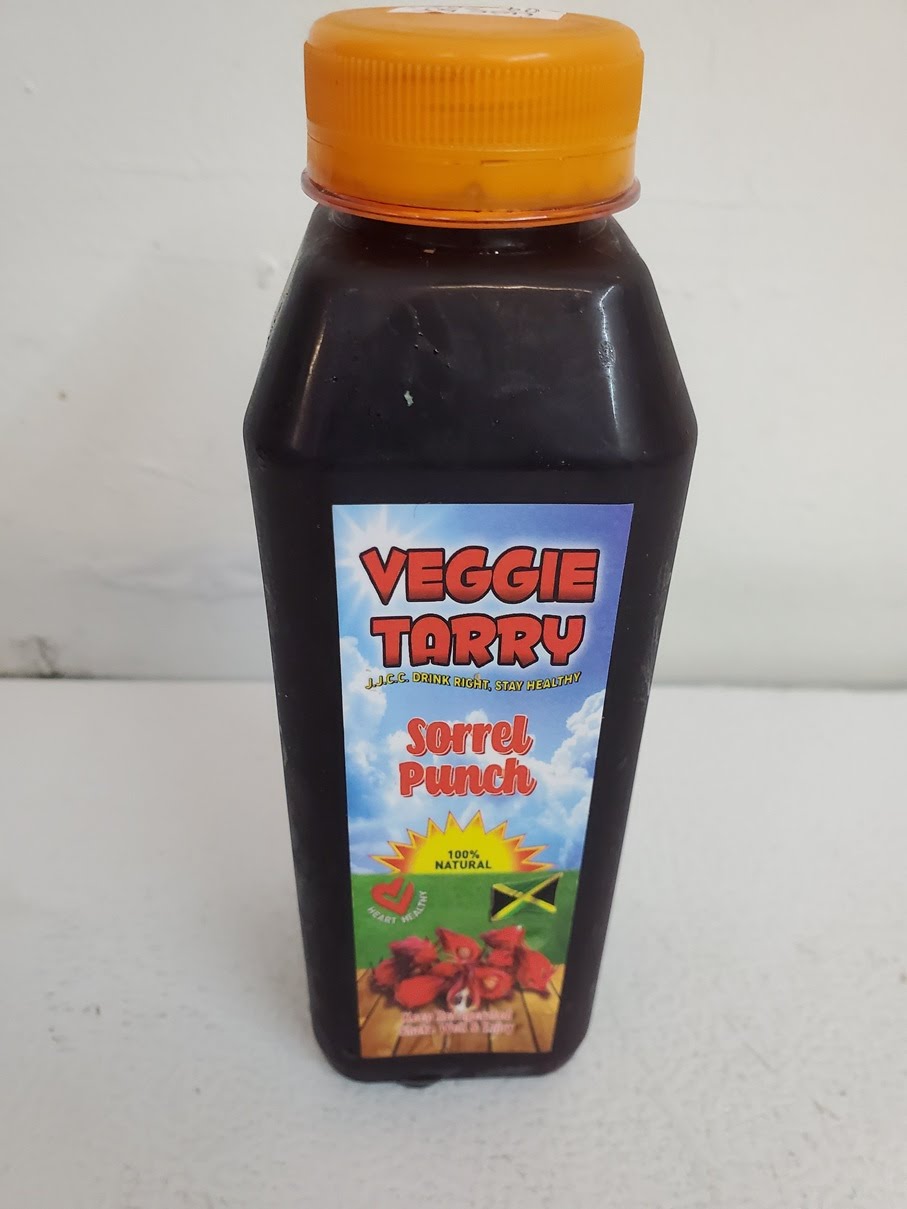 VEGGIE
TARRY
J.J.C.C. DRINK RIGHT, STAY HEALTHY
Sorrel
Punch
100%
NATURAL
HEART HEALTHY